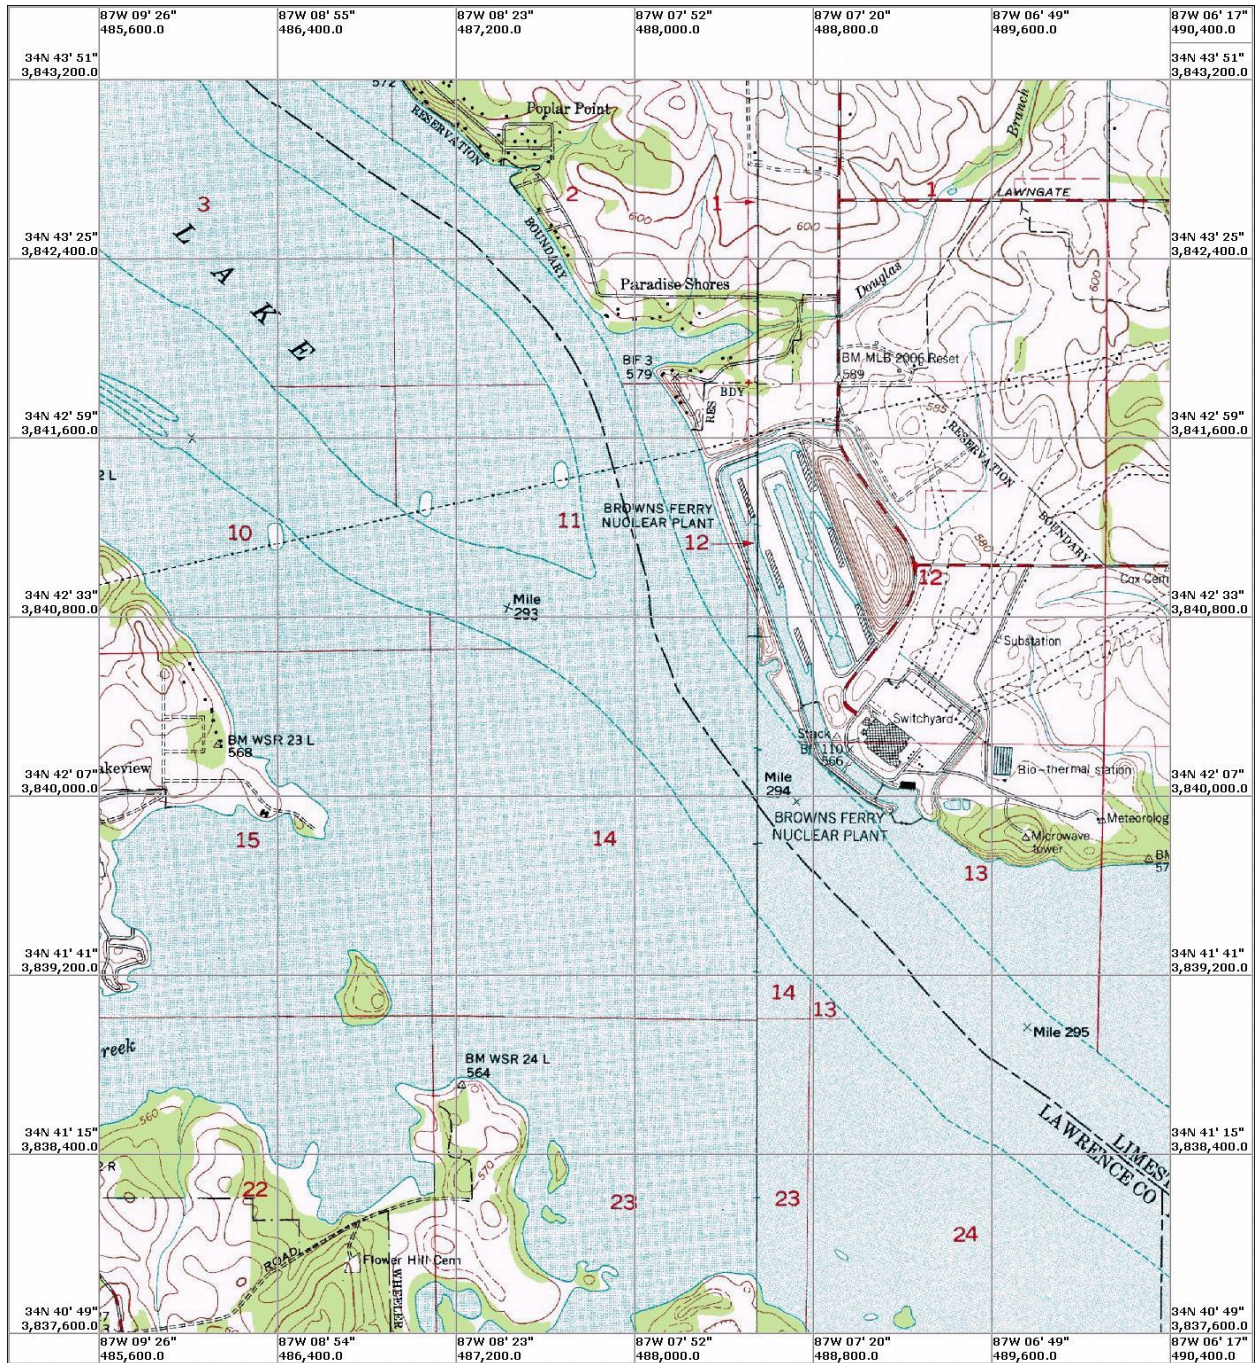 87W 09' 26"
485,600.0
87W 08' 55"
486,400.0
87W 08' 23"
487,200.0
87W 07' 52"
488,000.0
87W 07' 20"
488,800.0
87W 06' 49"
489,600.0
87W 06' 17"
490,400.0
34N 43' 51"
3,843,200.0
34N 43' 51"
3,843,200.0
572
Poplar Point
RESERVATION
BOUNDARY
Branch
LAWNGATE
3
2
1
1
600
600
600
LAKE
34N 43' 25"
3,842,400.0
34N 43' 25"
3,842,400.0
Paradise Shores
Douglas
BIF 3
579
BM MLB 2006 Reset
589
BDY
RES
585
RESERVATION
BOUNDARY
34N 42' 59"
3,841,600.0
34N 42' 59"
3,841,600.0
2 L
10
11
BROWNS FERRY
NUCLEAR PLANT
12
580
12
Cox Cem
Mile
293
34N 42' 33"
3,840,800.0
34N 42' 33"
3,840,800.0
Substation
Switchyard
Stack
BF 110
566
BM WSR 23 L
568
akeview
Bio-thermal station
34N 42' 07"
3,840,000.0
34N 42' 07"
3,840,000.0
Mile
294
BROWNS FERRY
NUCLEAR PLANT
Meteorolog
Microwave
tower
BM
57
15
14
13
34N 41' 41"
3,839,200.0
34N 41' 41"
3,839,200.0
14
13
Mile 295
reek
BM WSR 24 L
564
560
570
34N 41' 15"
3,838,400.0
34N 41' 15"
3,838,400.0
LIMES
LAWRENCE CO
2 R
22
23
23
24
ROAD
Flower Hill Cem
WHEELER
34N 40' 49"
3,837,600.0
34N 40' 49"
3,837,600.0
87W 09' 26"
485,600.0
87W 08' 54"
486,400.0
87W 08' 23"
487,200.0
87W 07' 52"
488,000.0
87W 07' 20"
488,800.0
87W 06' 49"
489,600.0
87W 06' 17"
490,400.0